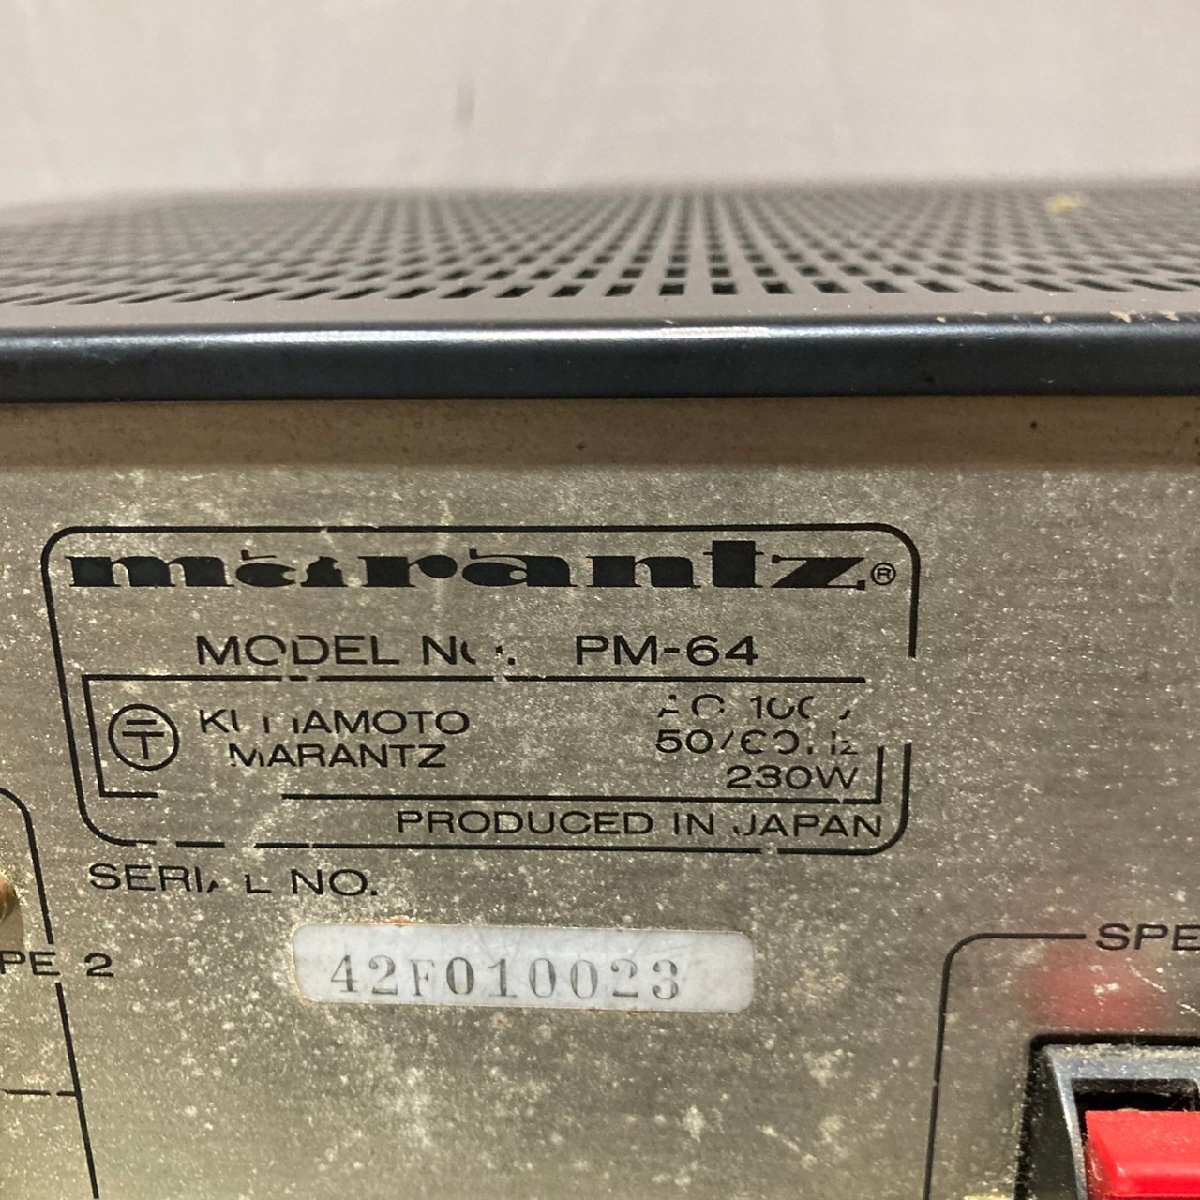 marantz®
MODEL NO. PM-64
〒 KUMAMOTO MARANTZ
AC 100V
50/60Hz
230W
PRODUCED IN JAPAN
SERIAL NO.
42F010023
PE 2
SPE